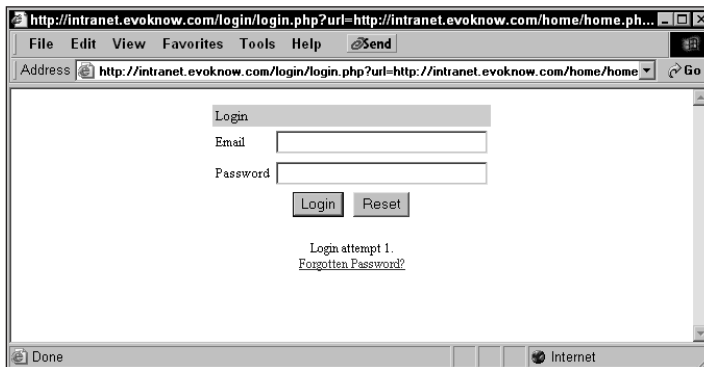 http://intranet.evoknow.com/login/login.php?url=http://intranet.evoknow.com/home/home.ph...
File Edit View Favorites Tools Help Send
Address http://intranet.evoknow.com/login/login.php?url=http://intranet.evoknow.com/home/home Go
Login
Email
Password
Login Reset
Login attempt 1.
Forgotten Password?
Done Internet